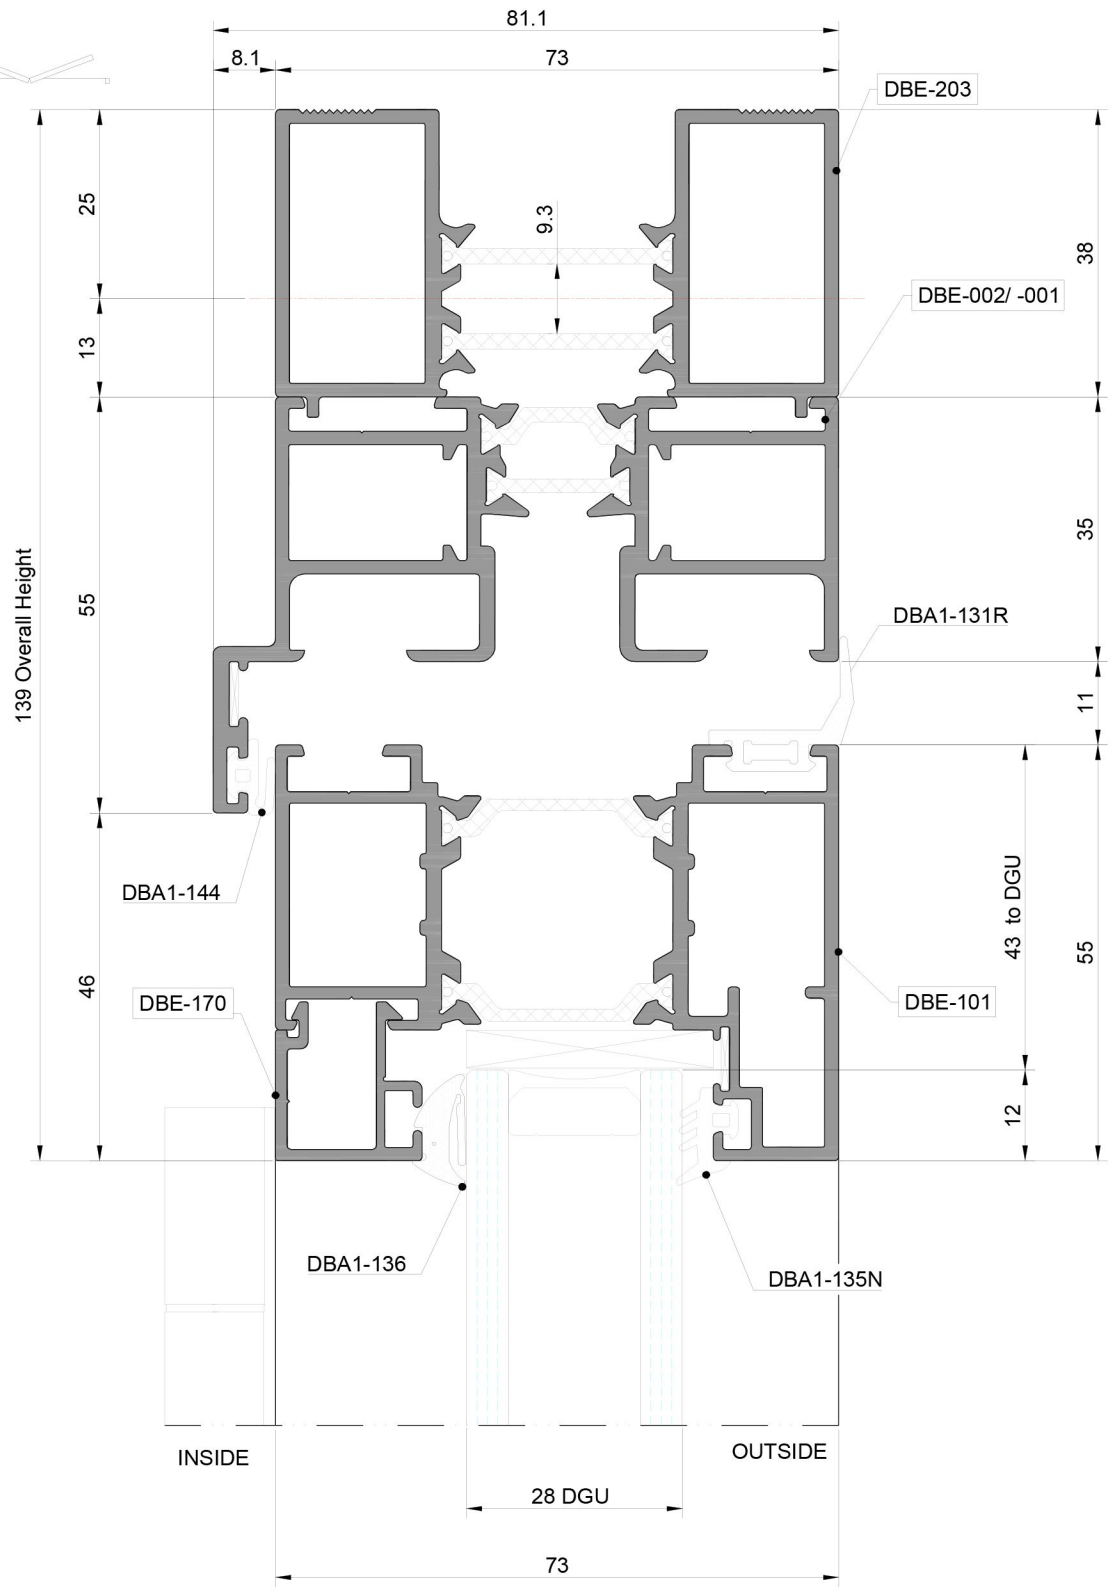 81.1
8.1
73
DBE-203
25
9.3
38
DBE-002/ -001
13
139 Overall Height
55
35
DBA1-131R
11
DBA1-144
43 to DGU
46
55
DBE-170
DBE-101
12
DBA1-136
DBA1-135N
INSIDE
OUTSIDE
28 DGU
73